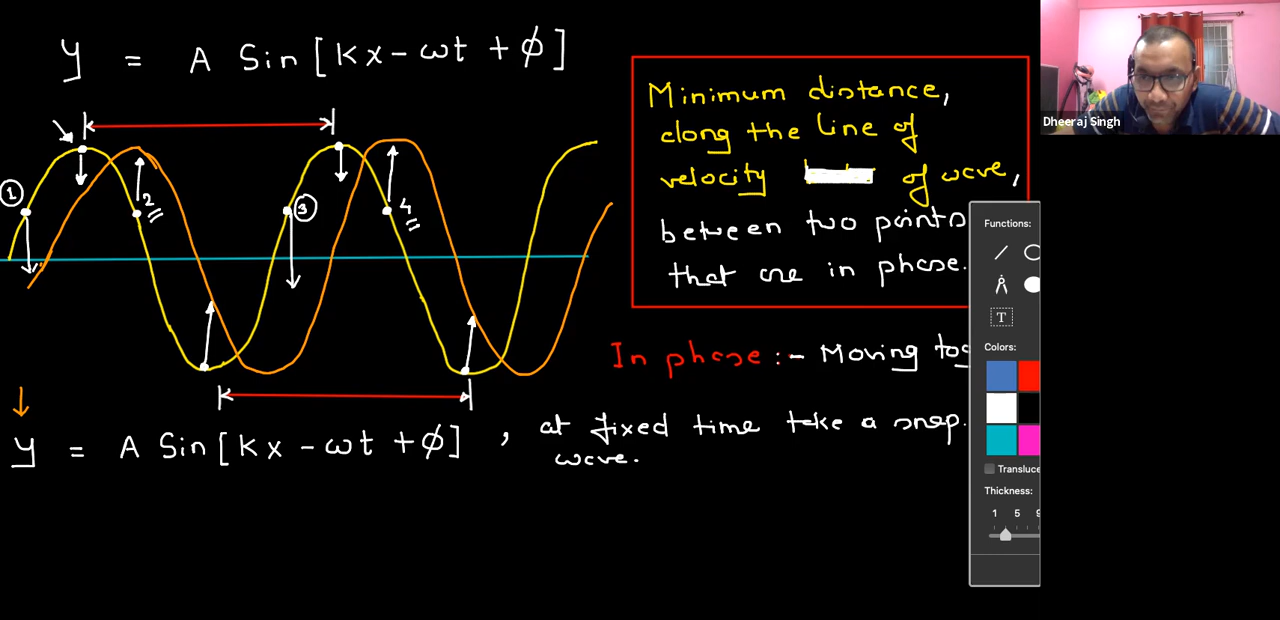 y = A Sin [kx - ωt + ϕ]
Minimum distance,
along the line of
velocity of wave,
between two points
that are in phase.
Dheeraj Singh
1
2
3
4
Functions:
T
Colors:
Thickness:
1 5
In phase :- Moving
y = A Sin [kx - ωt + ϕ] , at fixed time take a snap.
wave.